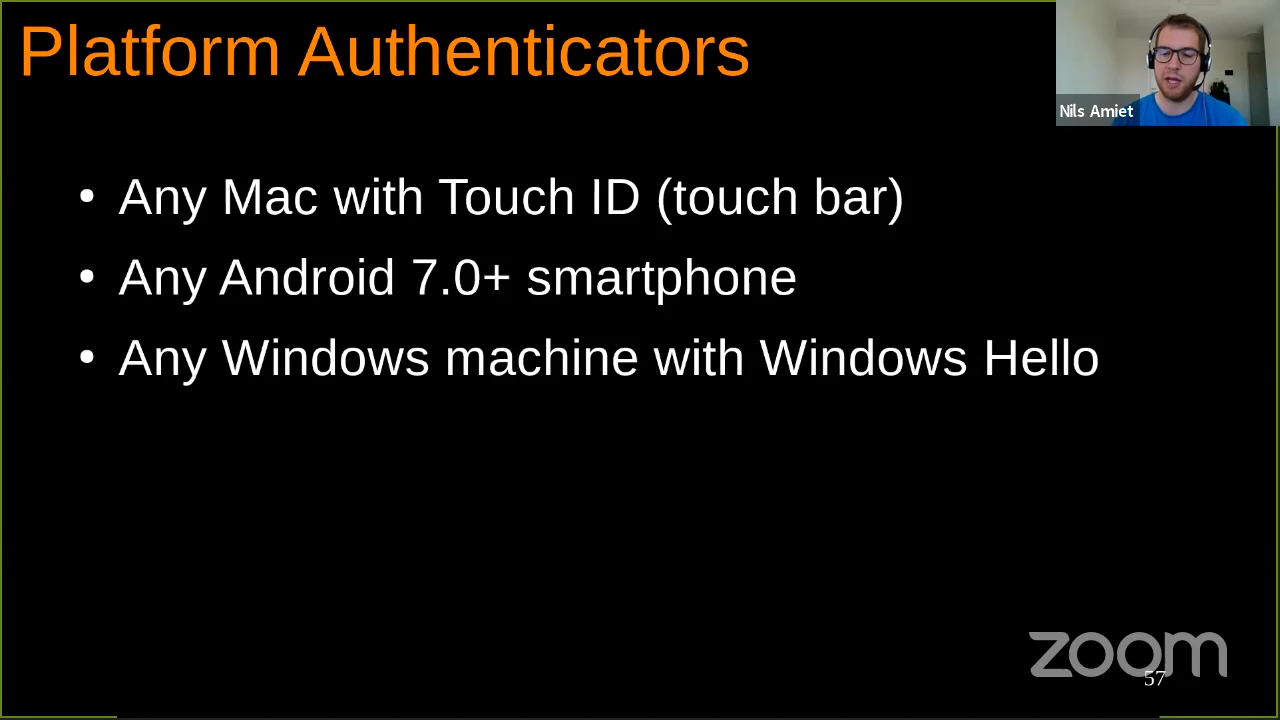 Platform Authenticators
Nils Amiet
• Any Mac with Touch ID (touch bar)
• Any Android 7.0+ smartphone
• Any Windows machine with Windows Hello
zoom
57